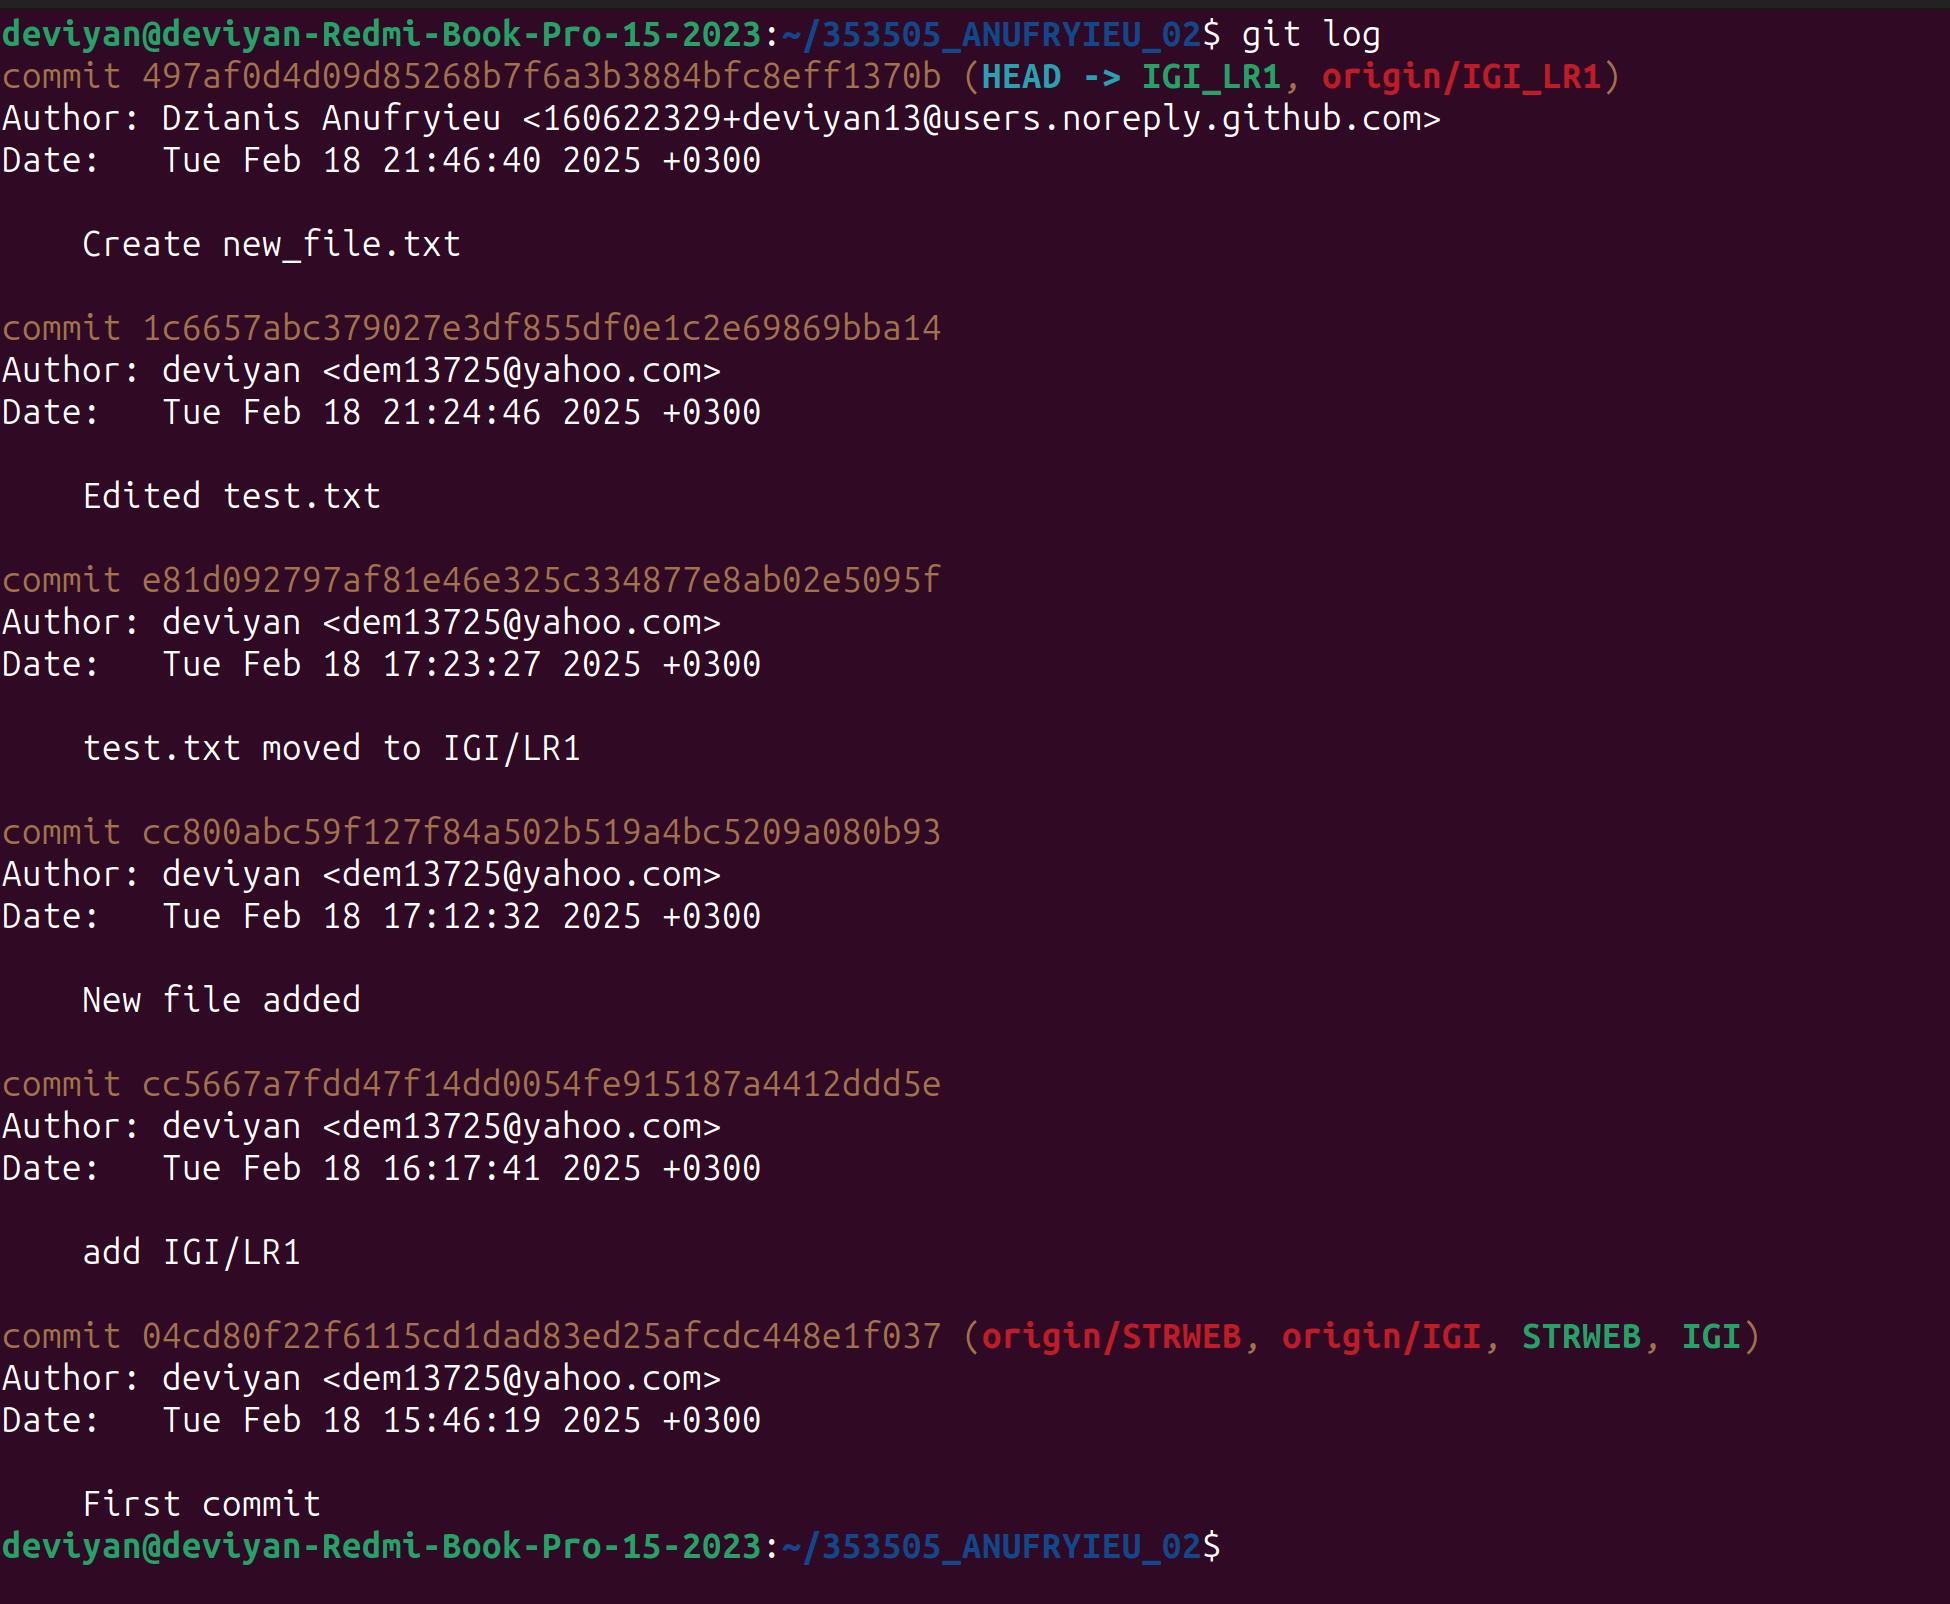 deviyan@deviyan-Redmi-Book-Pro-15-2023:~/353505_ANUFRYIEU_02$ git log
commit 497af0d4d09d85268b7f6a3b3884bfc8eff1370b (HEAD -> IGI_LR1, origin/IGI_LR1)
Author: Dzianis Anufryieu <160622329+deviyan13@users.noreply.github.com>
Date:   Tue Feb 18 21:46:40 2025 +0300
    Create new_file.txt
commit 1c6657abc379027e3df855df0e1c2e69869bba14
Author: deviyan <dem13725@yahoo.com>
Date:   Tue Feb 18 21:24:46 2025 +0300
    Edited test.txt
commit e81d092797af81e46e325c334877e8ab02e5095f
Author: deviyan <dem13725@yahoo.com>
Date:   Tue Feb 18 17:23:27 2025 +0300
    test.txt moved to IGI/LR1
commit cc800abc59f127f84a502b519a4bc5209a080b93
Author: deviyan <dem13725@yahoo.com>
Date:   Tue Feb 18 17:12:32 2025 +0300
    New file added
commit cc5667a7fdd47f14dd0054fe915187a4412ddd5e
Author: deviyan <dem13725@yahoo.com>
Date:   Tue Feb 18 16:17:41 2025 +0300
    add IGI/LR1
commit 04cd80f22f6115cd1dad83ed25afcdc448e1f037 (origin/STRWEB, origin/IGI, STRWEB, IGI)
Author: deviyan <dem13725@yahoo.com>
Date:   Tue Feb 18 15:46:19 2025 +0300
    First commit
deviyan@deviyan-Redmi-Book-Pro-15-2023:~/353505_ANUFRYIEU_02$